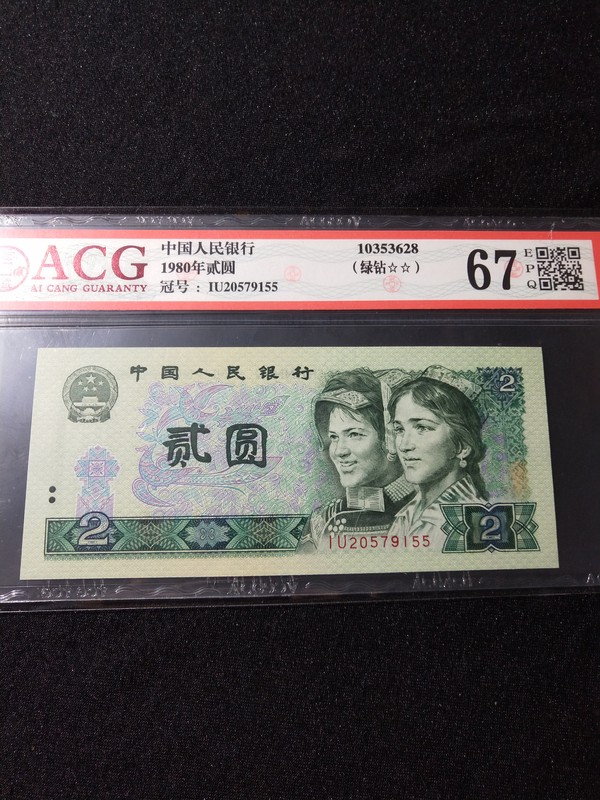 ACG
AI CANG GUARANTY
中国人民银行
1980年贰圆
冠号：IU20579155
10353628
（绿钻☆☆）
67
E
P
Q
中国人民银行
贰圆
2
2
IU20579155
2